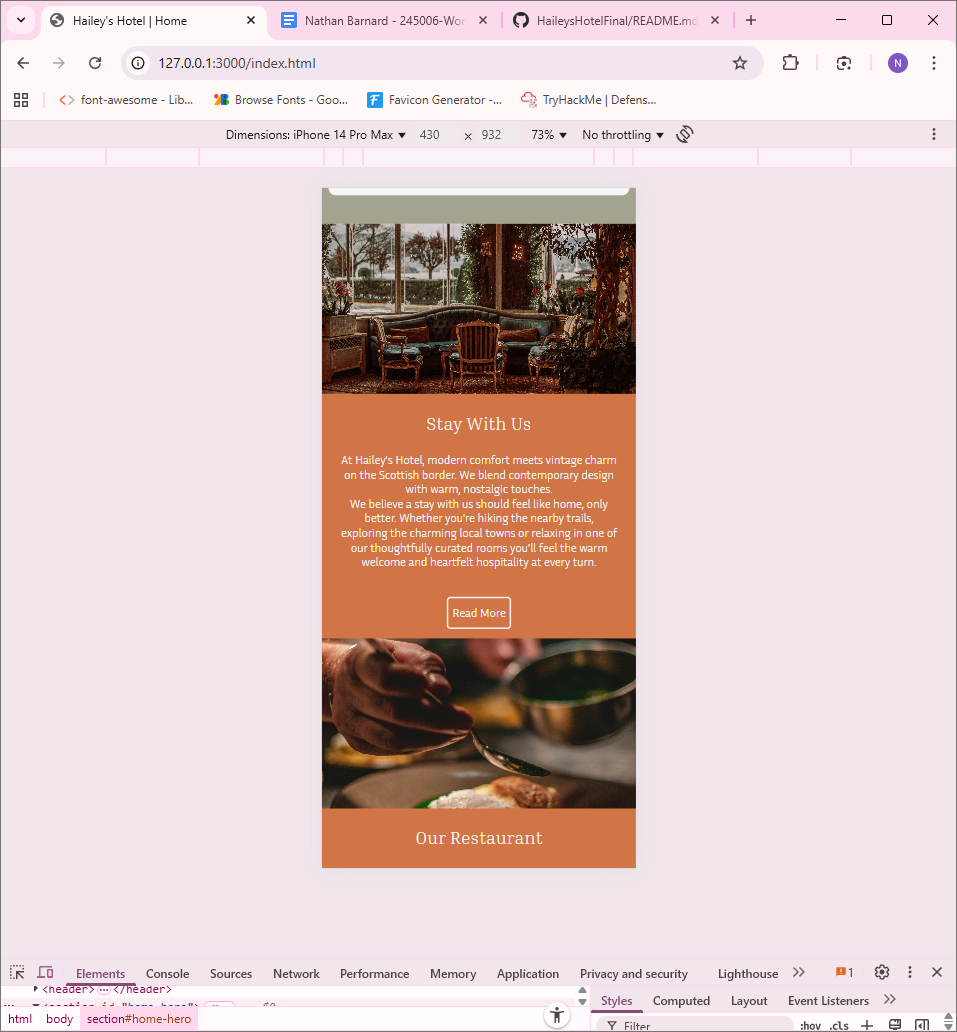 Hailey's Hotel | Home
Nathan Barnard - 245006-Wor
HaileysHotelFinal/README.md
127.0.0.1:3000/index.html
N
font-awesome - Lib...
Browse Fonts - Goo...
Favicon Generator -...
TryHackMe | Defens...
Dimensions: iPhone 14 Pro Max 430 × 932 73% No throttling
Stay With Us
At Hailey's Hotel, modern comfort meets vintage charm
on the Scottish border. We blend contemporary design
with warm, nostalgic touches.
We believe a stay with us should feel like home, only
better. Whether you're hiking the nearby trails,
exploring the charming local towns or relaxing in one of
our thoughtfully curated rooms you'll feel the warm
welcome and heartfelt hospitality at every turn.
Read More
Our Restaurant
Elements Console Sources Network Performance Memory Application Privacy and security Lighthouse 1
<header> … </header>
Styles Computed Layout Event Listeners
html body section#home-hero
Filter :hov .cls